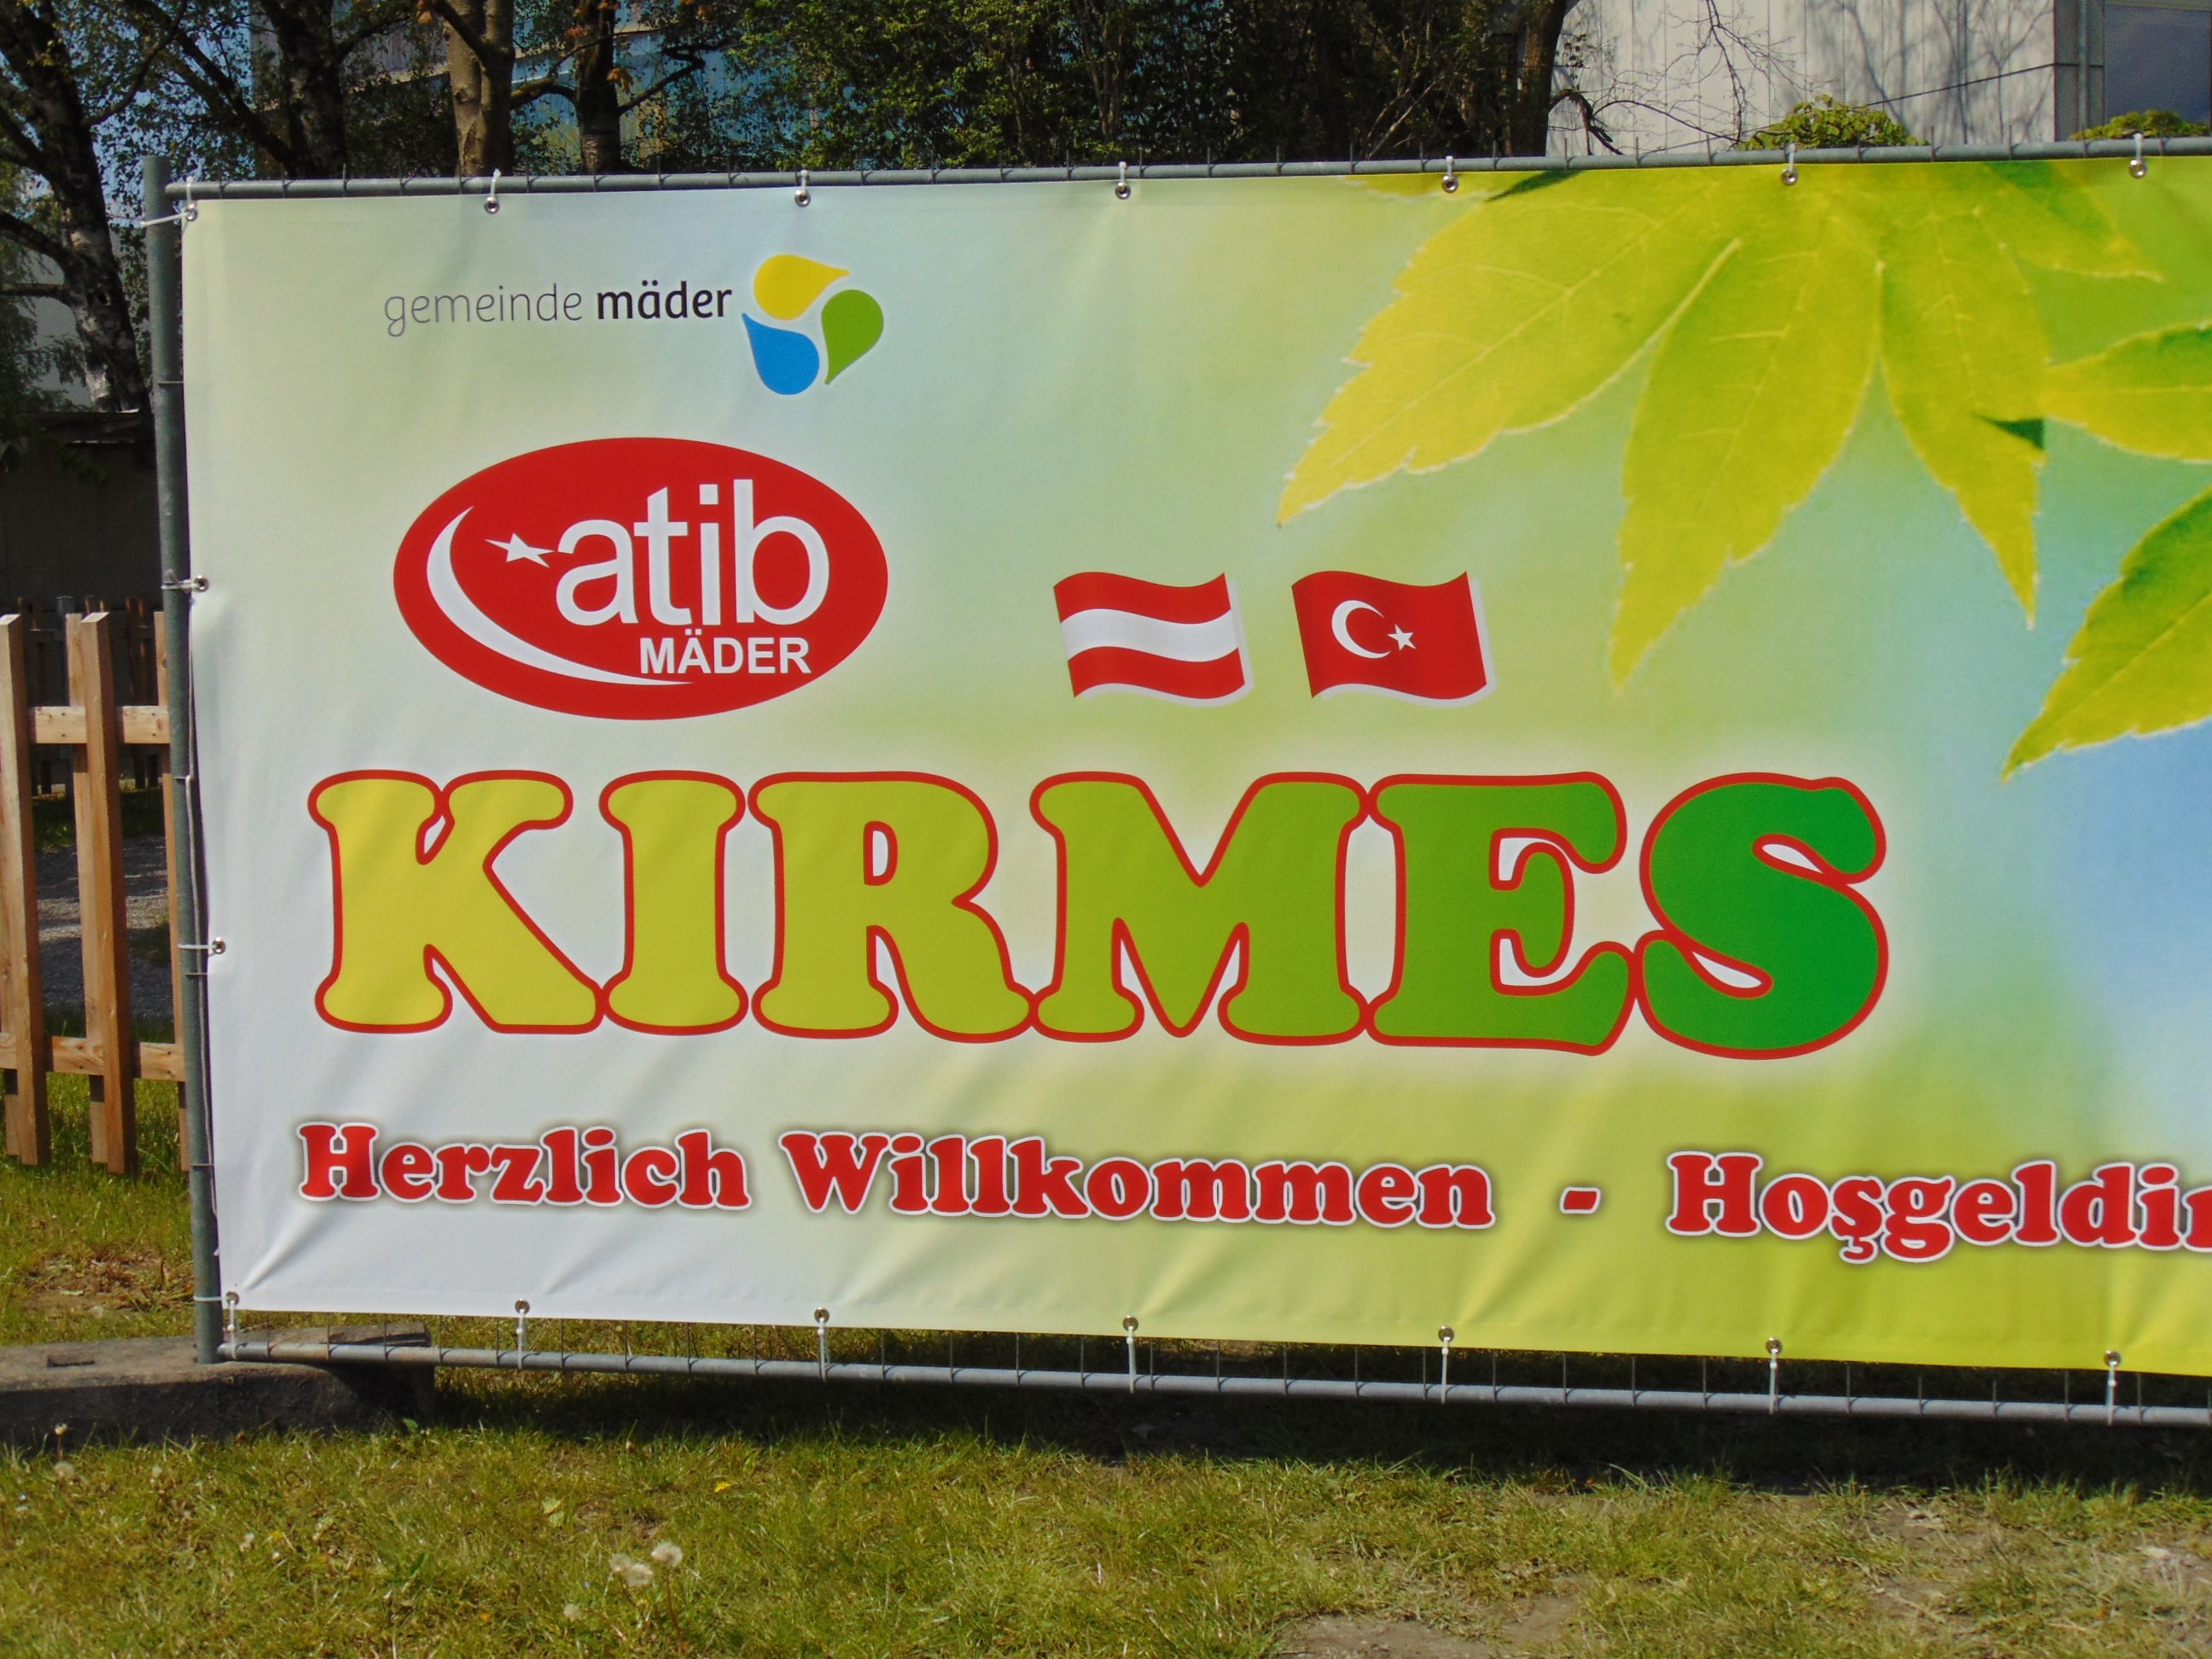 gemeinde mäder
atib
MÄDER
KIRMES
Herzlich Willkommen - Hoşgeldi